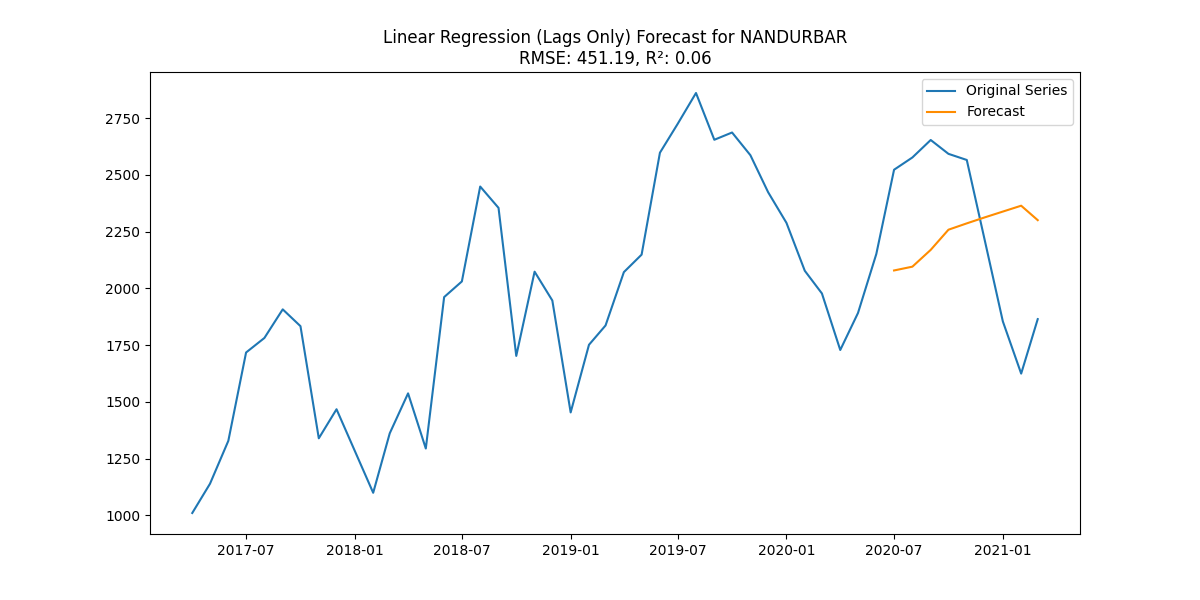 Linear Regression (Lags Only) Forecast for NANDURBAR
RMSE: 451.19, R²: 0.06
Original Series
Forecast
2750
2500
2250
2000
1750
1500
1250
1000
2017-07 2018-01 2018-07 2019-01 2019-07 2020-01 2020-07 2021-01